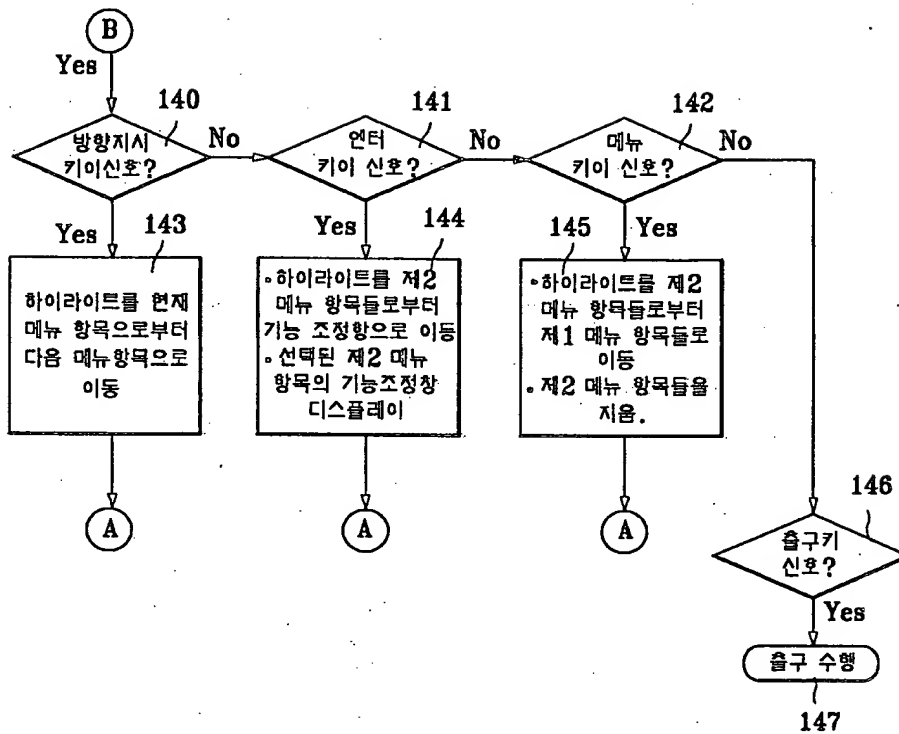 B
Yes
140
방향지시
키이신호?
No
141
엔터
키이 신호?
No
142
메뉴
키이 신호?
No
Yes
143
하이라이트를 현재
메뉴 항목으로부터
다음 메뉴항목으로
이동
Yes
144
•하이라이트를 제2
메뉴 항목들로부터
기능 조정항으로 이동
•선택된 제2 메뉴
항목의 기능조정창
디스플레이
Yes
145
•하이라이트를 제2
메뉴 항목들로부터
제1 메뉴 항목들로
이동
•제2 메뉴 항목들을
지움.
A
A
A
146
출구키
신호?
Yes
출구 수행
147